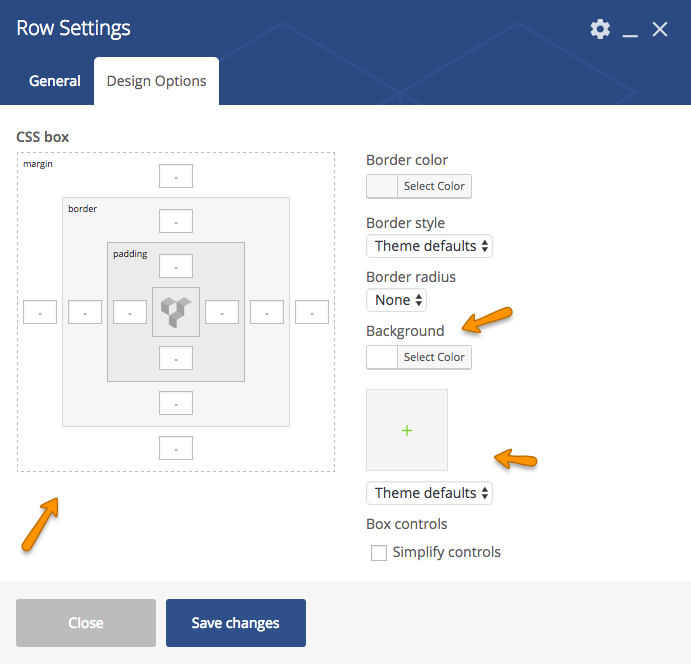 Row Settings
General
Design Options
CSS box
margin
-
border
-
padding
-
- - - - - -
-
-
-
Border color
Select Color
Border style
Theme defaults
Border radius
None
Background
Select Color
+
Theme defaults
Box controls
Simplify controls
Close
Save changes